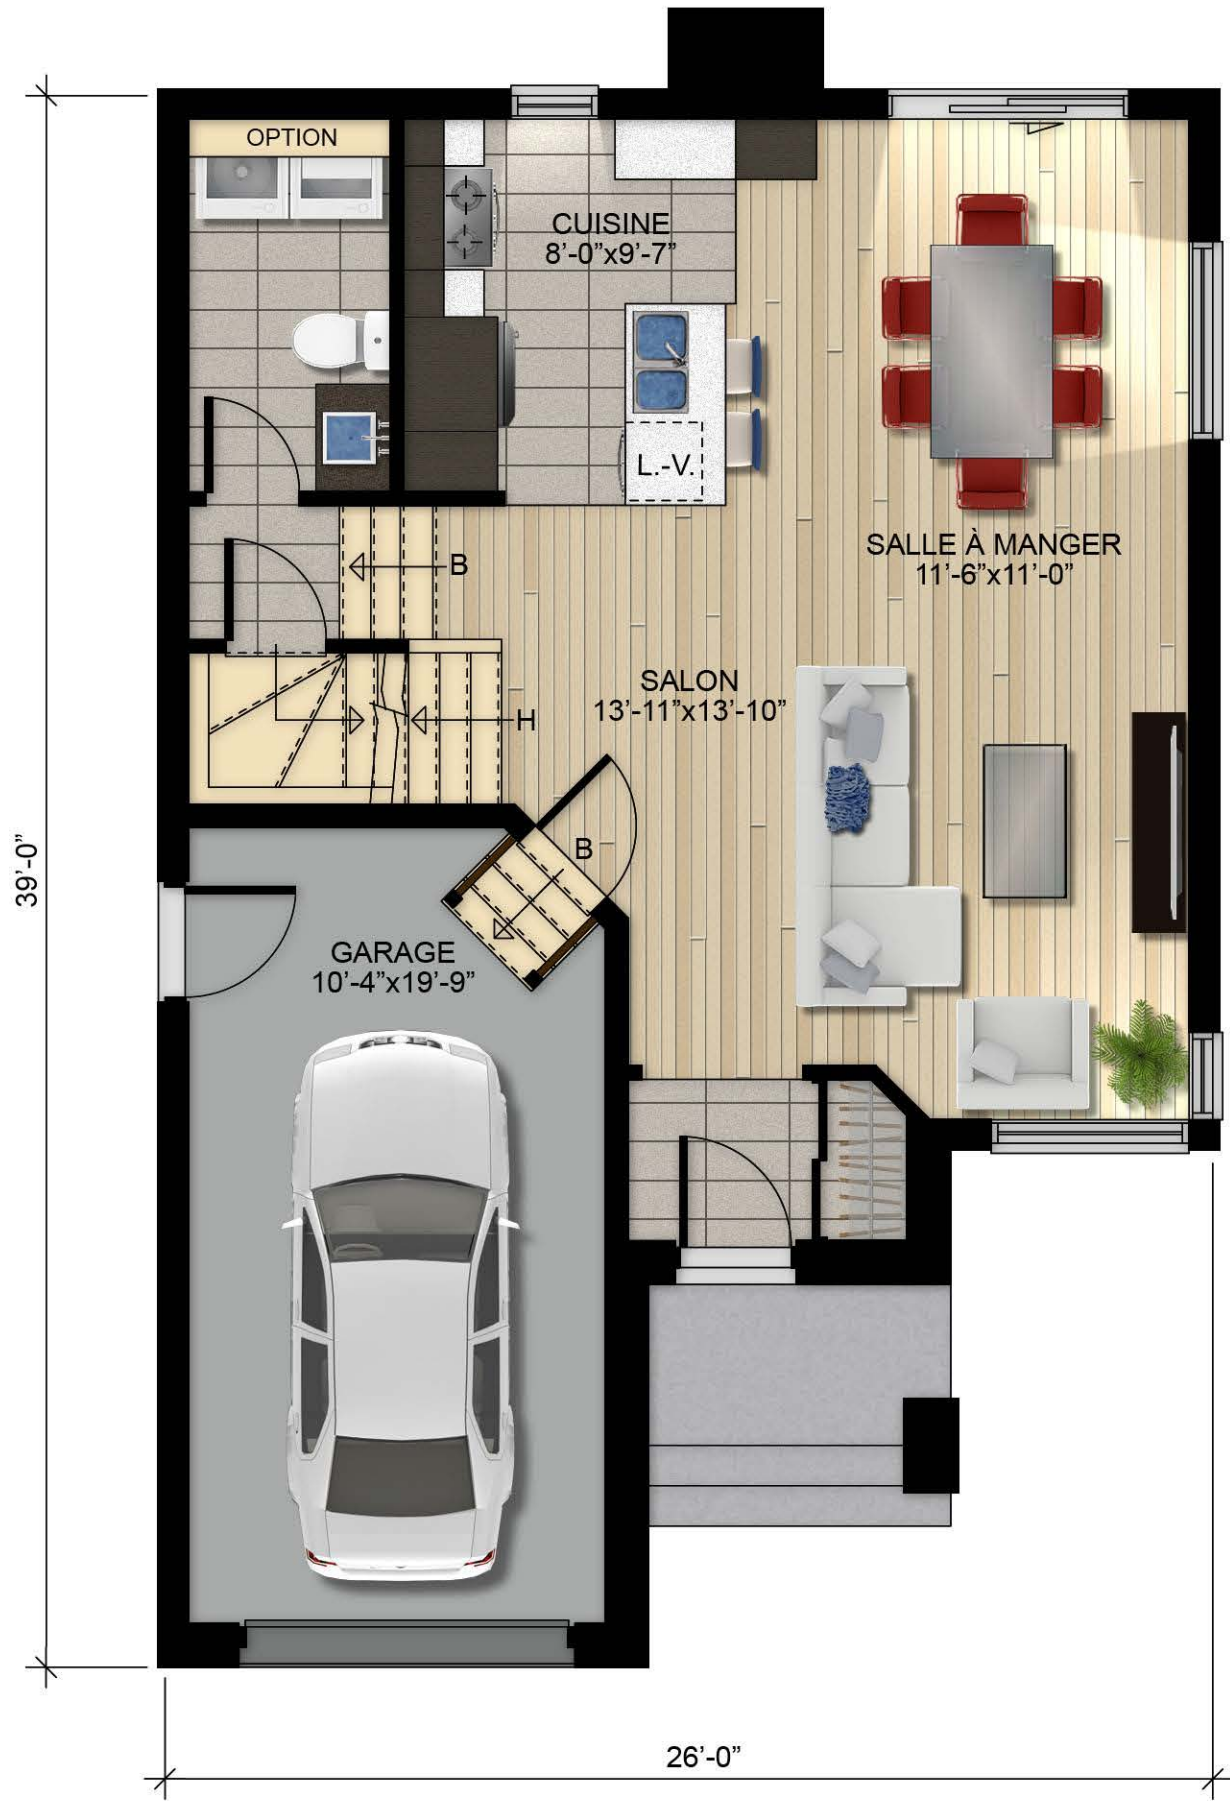 OPTION
CUISINE
8’-0”x9’-7”
L.-V.
SALLE À MANGER
11’-6”x11’-0”
B
SALON
13’-11”x13’-10”
H
B
39’-0”
GARAGE
10’-4”x19’-9”
26’-0”